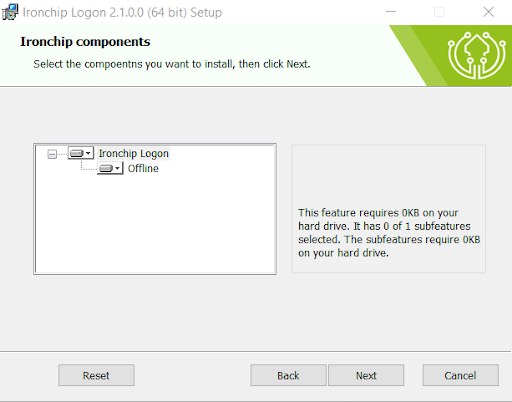 Ironchip Logon 2.1.0.0 (64 bit) Setup
Ironchip components
Select the compoentns you want to install, then click Next.
Ironchip Logon
Offline
This feature requires 0KB on your
hard drive. It has 0 of 1 subfeatures
selected. The subfeatures require 0KB
on your hard drive.
Reset
Back
Next
Cancel